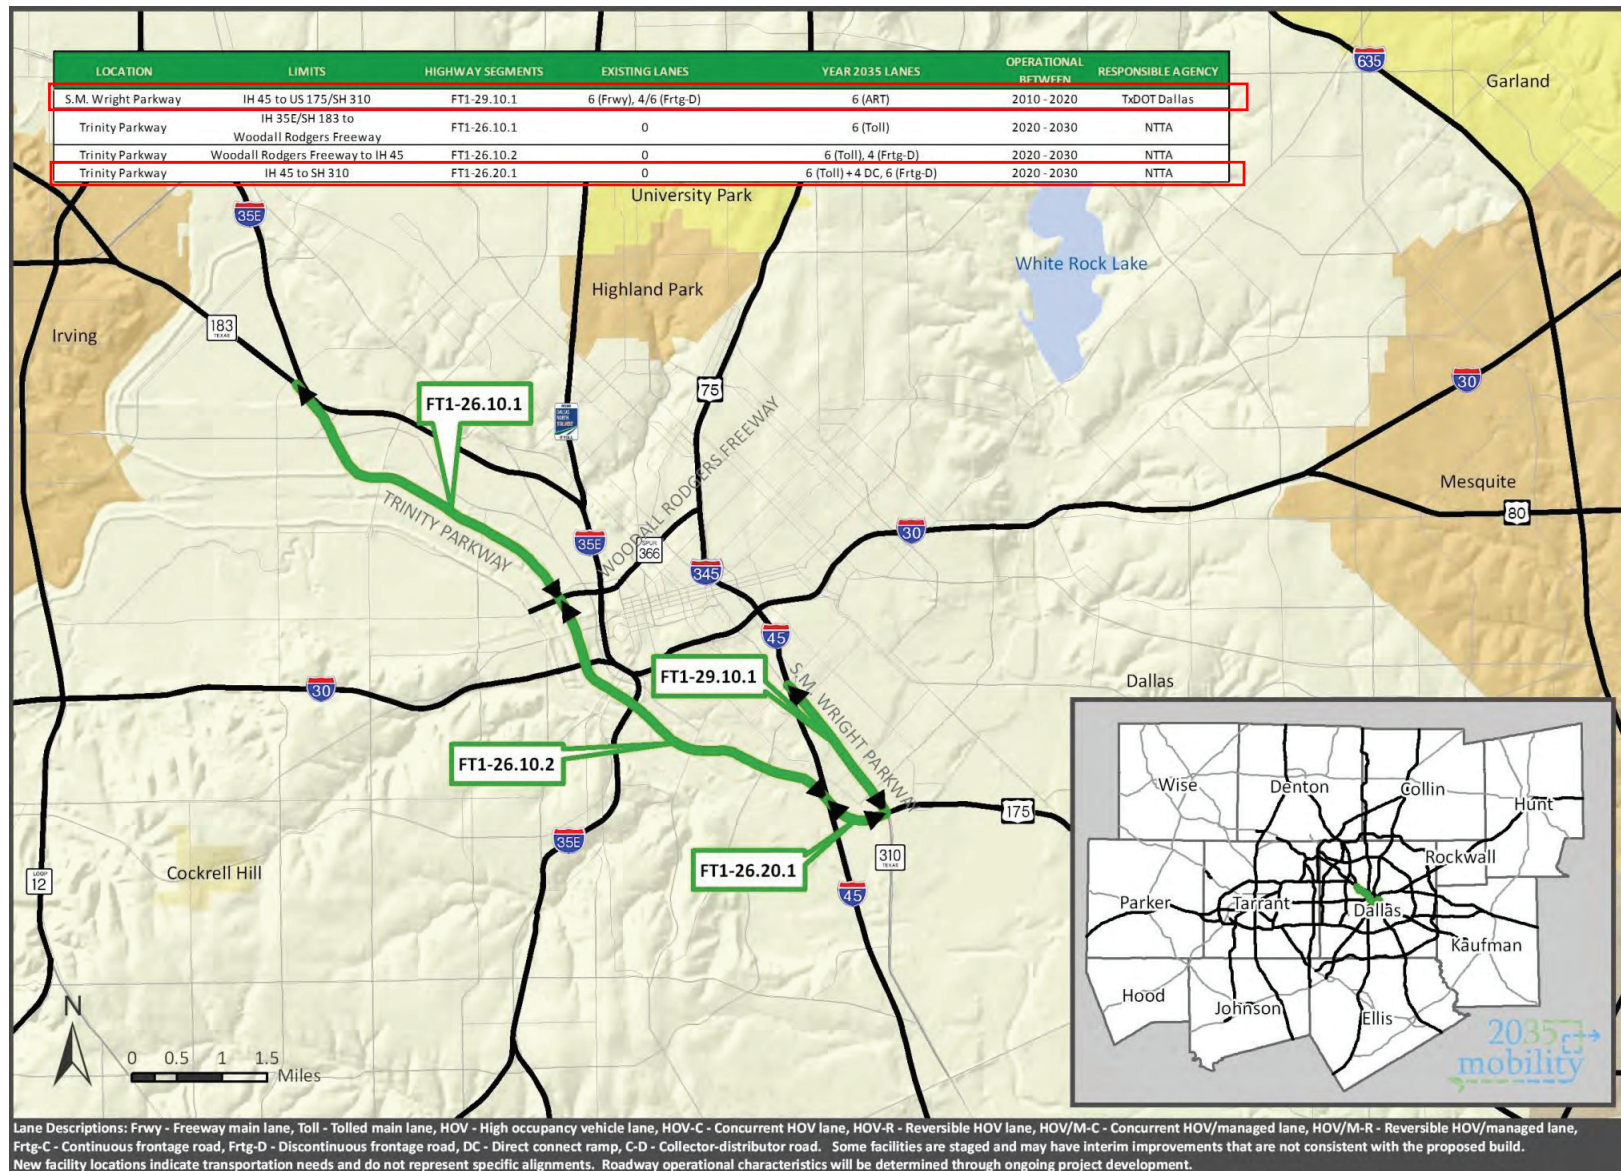 LOCATION LIMITS HIGHWAY SEGMENTS EXISTING LANES YEAR 2035 LANES OPERATIONAL BETWEEN RESPONSIBLE AGENCY
S.M. Wright Parkway IH 45 to US 175/SH 310 FT1-29.10.1 6 (Frwy), 4/6 (Frtg-D) 6 (ART) 2010 - 2020 TxDOT Dallas
Trinity Parkway IH 35E/SH 183 to Woodall Rodgers Freeway FT1-26.10.1 0 6 (Toll) 2020 - 2030 NTTA
Trinity Parkway Woodall Rodgers Freeway to IH 45 FT1-26.10.2 0 6 (Toll), 4 (Frtg-D) 2020 - 2030 NTTA
Trinity Parkway IH 45 to SH 310 FT1-26.20.1 0 6 (Toll) + 4 DC, 6 (Frtg-D) 2020 - 2030 NTTA
635
Garland
University Park
35E
White Rock Lake
Highland Park
183
TEXAS
Irving
30
75
FT1-26.10.1
WOODALL RODGERS FREEWAY
Mesquite
TRINITY PARKWAY
80
30
35E
SPUR
366
345
45
FT1-29.10.1
S.M. WRIGHT PARKWAY
Dallas
30
FT1-26.10.2
175
35E
310
TEXAS
FT1-26.20.1
Cockrell Hill
LOOP
12
45
N
0 0.5 1 1.5
Miles
Wise
Denton
Collin
Hunt
Rockwall
Parker
Tarrant
Dallas
Kaufman
Hood
Johnson
Ellis
2035
mobility
Lane Descriptions: Frwy - Freeway main lane, Toll - Tolled main lane, HOV - High occupancy vehicle lane, HOV-C - Concurrent HOV lane, HOV-R - Reversible HOV lane, HOV/M-C - Concurrent HOV/managed lane, HOV/M-R - Reversible HOV/managed lane,
Frtg-C - Continuous frontage road, Frtg-D - Discontinuous frontage road, DC - Direct connect ramp, C-D - Collector-distributor road. Some facilities are staged and may have interim improvements that are not consistent with the proposed build.
New facility locations indicate transportation needs and do not represent specific alignments. Roadway operational characteristics will be determined through ongoing project development.